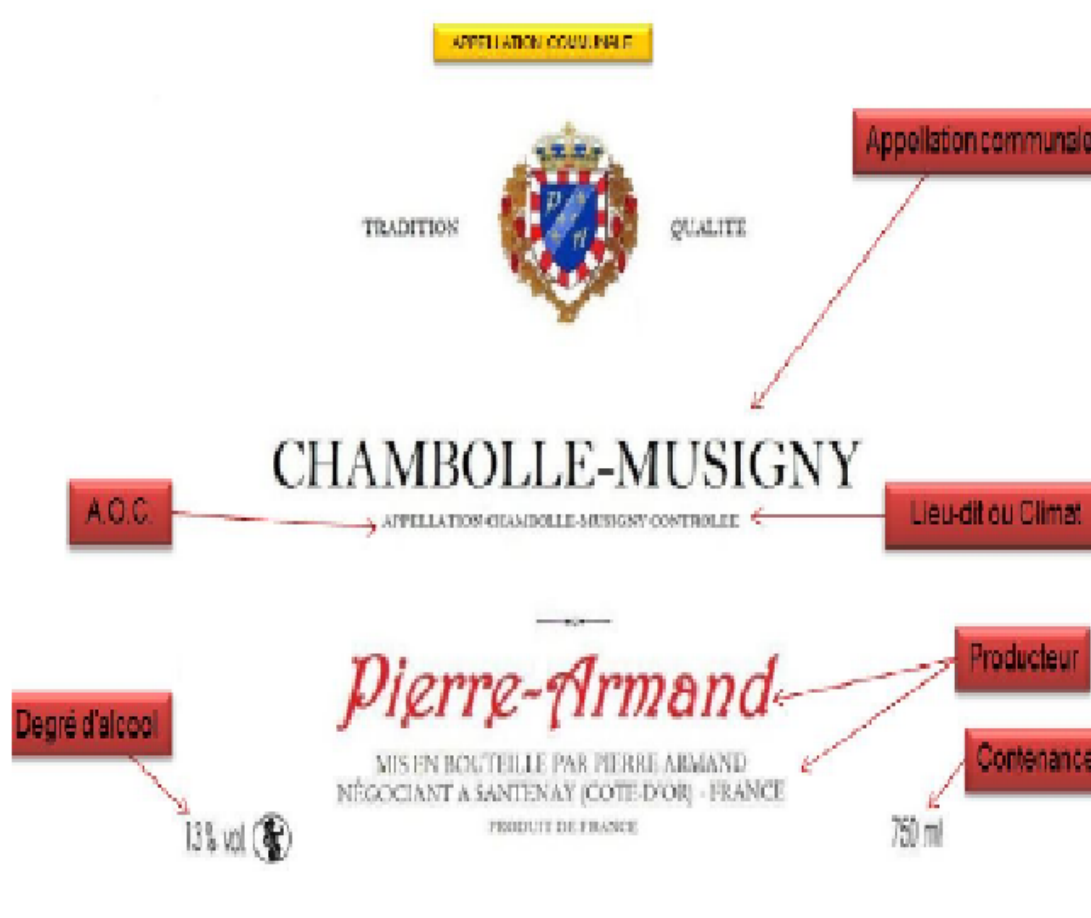 APPELLATION COMMUNALE
Appellation communale
TRADITION
QUALITE
CHAMBOLLE-MUSIGNY
A.O.C.
APPELLATION CHAMBOLLE-MUSIGNY CONTROLEE
Lieu-dit ou Climat
Pierre-Armand
Producteur
Degré d'alcool
MIS EN BOUTEILLE PAR PIERRE ARMAND
NÉGOCIANT A SANTENAY (COTE-D'OR) - FRANCE
Contenance
PRODUIT DE FRANCE
13% vol
750 ml